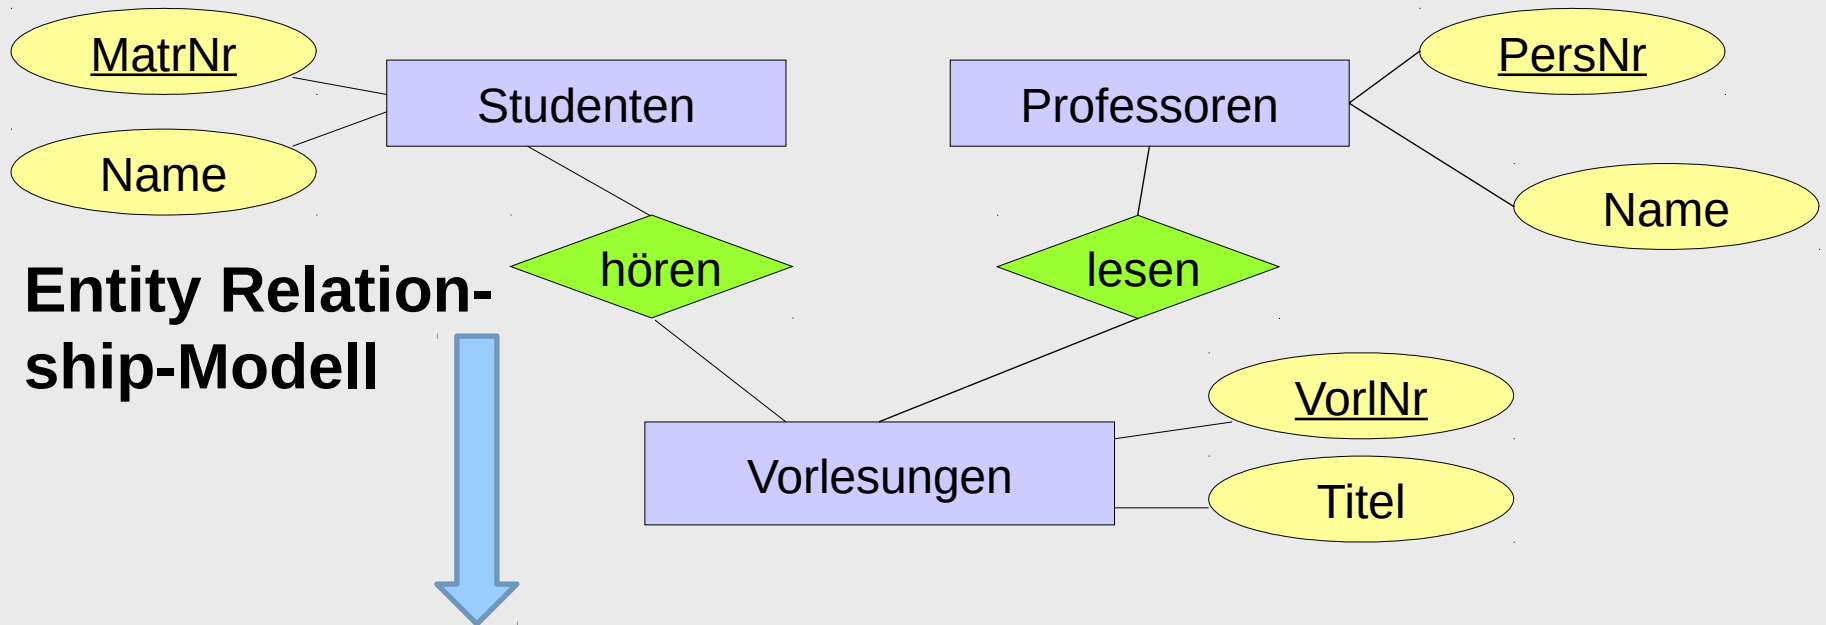 MatrNr
Studenten
Professoren
PersNr
Name
Name
hören
lesen
Entity Relation-
ship-Modell
VorlNr
Vorlesungen
Titel